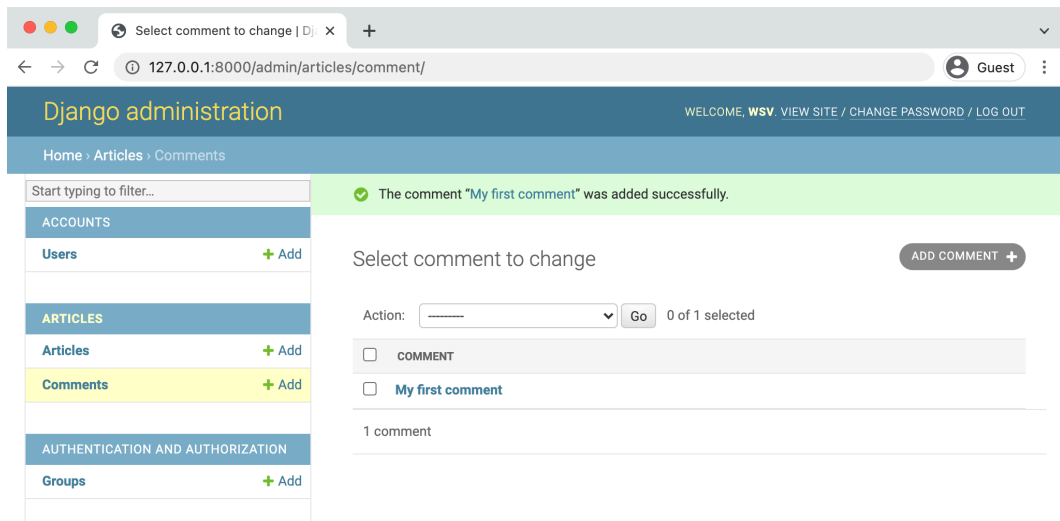 Select comment to change | Dj
127.0.0.1:8000/admin/articles/comment/
Guest
Django administration
WELCOME, WSV. VIEW SITE / CHANGE PASSWORD / LOG OUT
Home › Articles › Comments
Start typing to filter...
The comment “My first comment” was added successfully.
ACCOUNTS
Users
Add
Select comment to change
ADD COMMENT
Action:
---------
Go
0 of 1 selected
ARTICLES
Articles
Add
COMMENT
Comments
Add
My first comment
1 comment
AUTHENTICATION AND AUTHORIZATION
Groups
Add